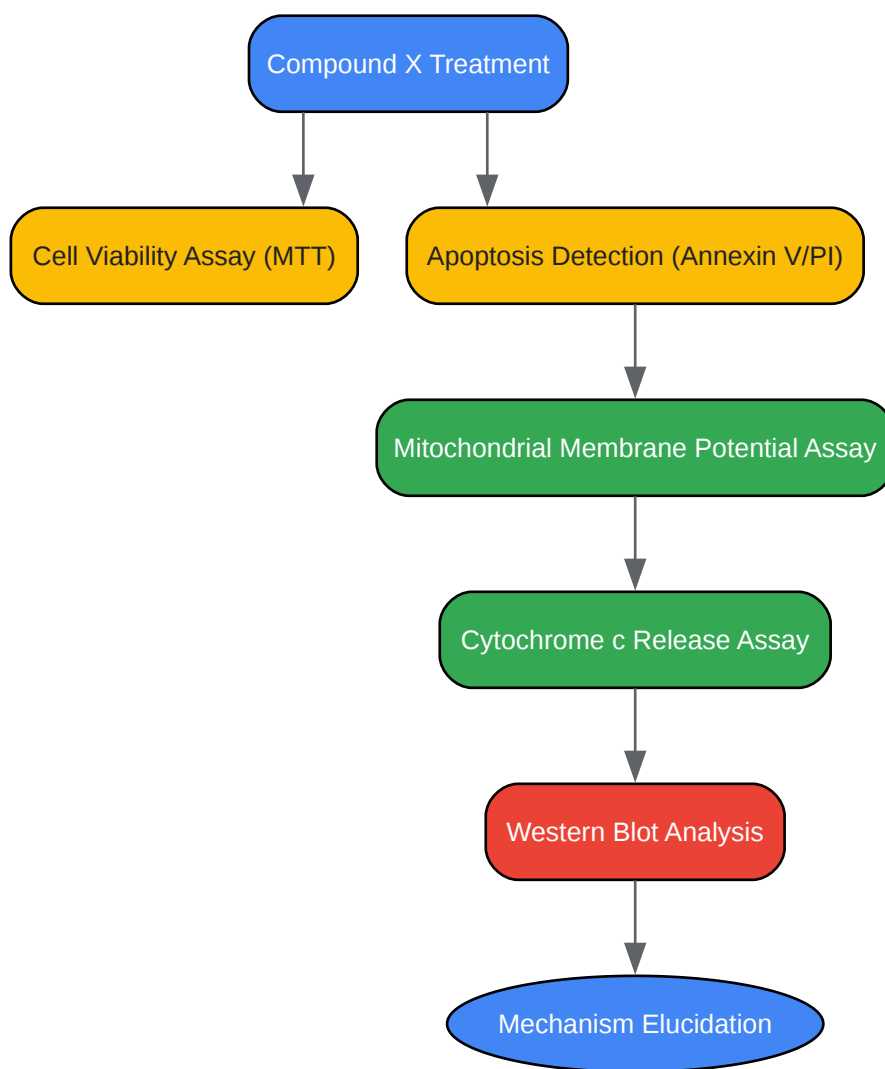 Compound X Treatment
Cell Viability Assay (MTT)
Apoptosis Detection (Annexin V/PI)
Mitochondrial Membrane Potential Assay
Cytochrome c Release Assay
Western Blot Analysis
Mechanism Elucidation